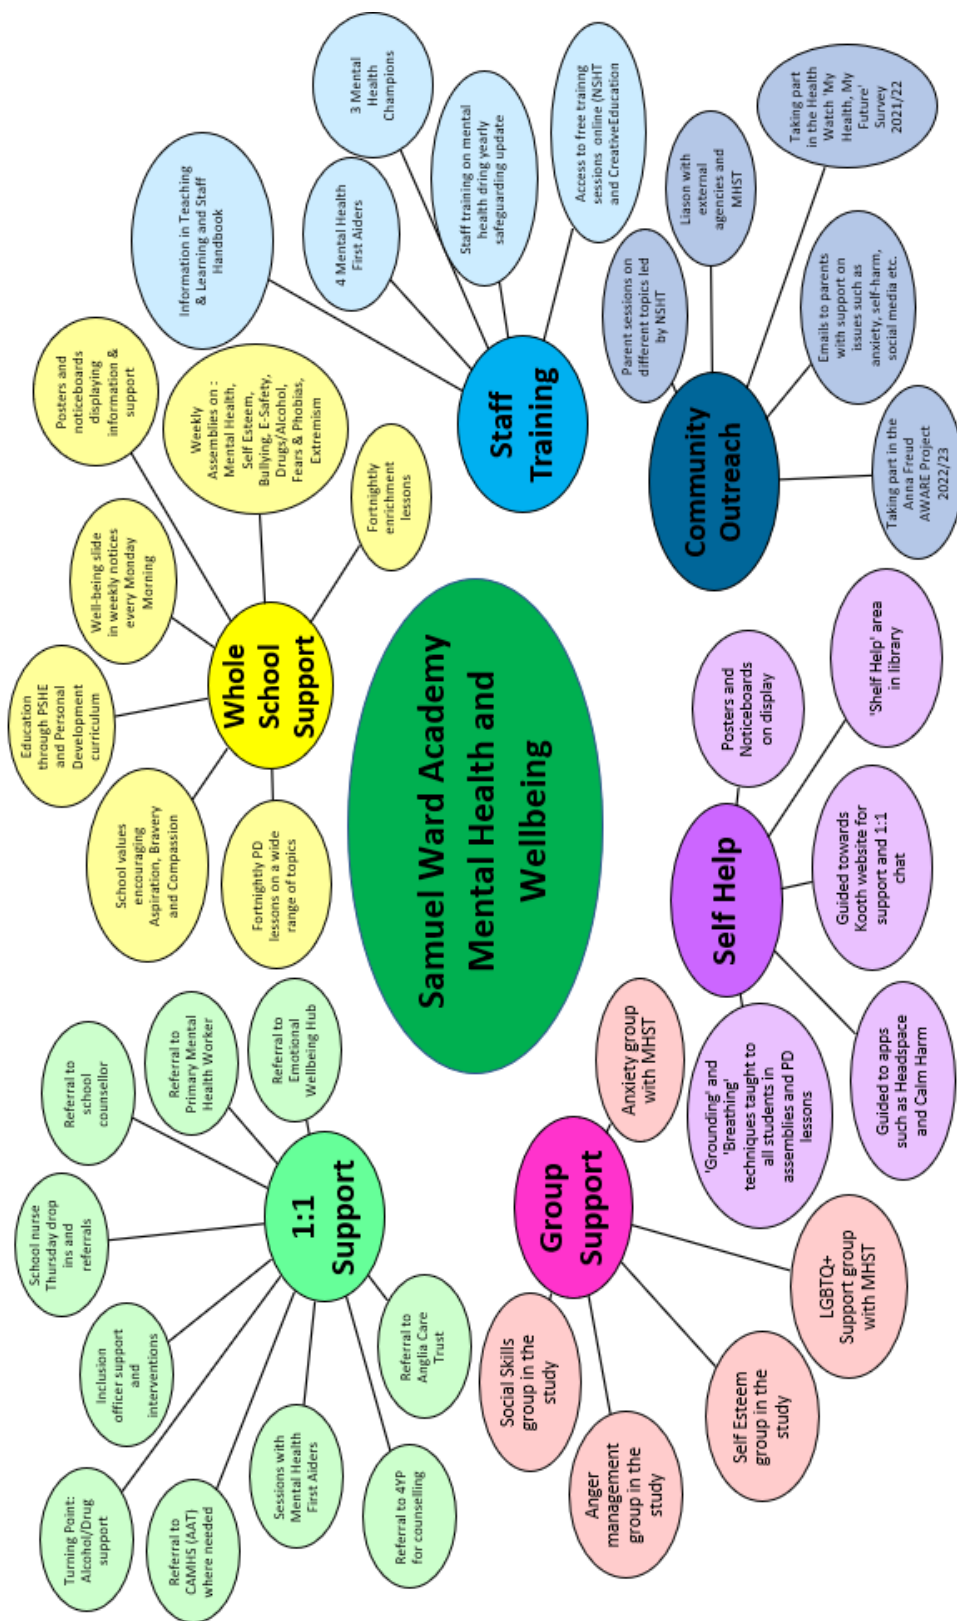 Samuel Ward Academy
Mental Health and
Wellbeing
1:1
Support
Turning Point:
Alcohol/Drug
support
Inclusion
officer support
and
interventions
School nurse
Thursday drop
ins and
referrals
Referral to
school
counsellor
Referral to
Primary Mental
Health Worker
Referral to
Emotional
Wellbeing Hub
Referral to
CAMHS (AAT)
where needed
Sessions with
Mental Health
First Aiders
Referral to 4YP
for counselling
Referral to
Anglia Care
Trust
Whole
School
Support
School values
encouraging
Aspiration, Bravery
and Compassion
Education
through PSHE
and Personal
Development
curriculum
Well-being slide
in weekly notices
every Monday
Morning
Posters and
noticeboards
displaying
information &
support
Weekly
Assemblies on :
Mental Health,
Self Esteem,
Bullying, E-Safety,
Drugs/Alcohol,
Fears & Phobias,
Extremism
Fortnightly
enrichment
lessons
Fortnightly PD
lessons on a wide
range of topics
Staff
Training
Information in Teaching
& Learning and Staff
Handbook
4 Mental Health
First Aiders
3 Mental
Health
Champions
Staff training on mental
health dring yearly
safeguarding update
Access to free training
sessions online (NSHT
and CreativeEducation
Group
Support
Social Skills
group in the
study
Anger
management
group in the
study
Self Esteem
group in the
study
LGBTQ+
Support group
with MHST
Anxiety group
with MHST
Self Help
'Grounding' and
'Breathing'
techniques taught to
all students in
assemblies and PD
lessons
Guided to apps
such as Headspace
and Calm Harm
Guided towards
Kooth website for
support and 1:1
chat
'Shelf Help' area
in library
Posters and
Noticeboards
on display
Community
Outreach
Parent sessions on
different topics led
by NSHT
Liason with
external
agencies and
MHST
Taking part
in the Health
Watch 'My
Health, My
Future'
Survey
2021/22
Emails to parents
with support on
issues such as
anxiety, self-harm,
social media etc.
Taking part in the
Anna Freud
AWARE Project
2022/23